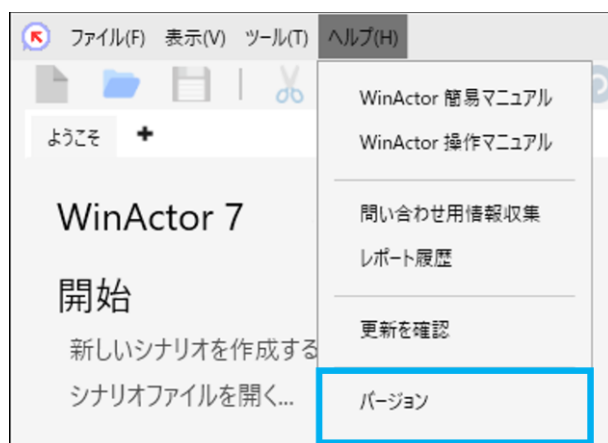 ファイル(F) 表示(V) ツール(T) ヘルプ(H)
ようこそ
WinActor 7
開始
新しいシナリオを作成する
シナリオファイルを開く...
WinActor 簡易マニュアル
WinActor 操作マニュアル
問い合わせ用情報収集
レポート履歴
更新を確認
バージョン